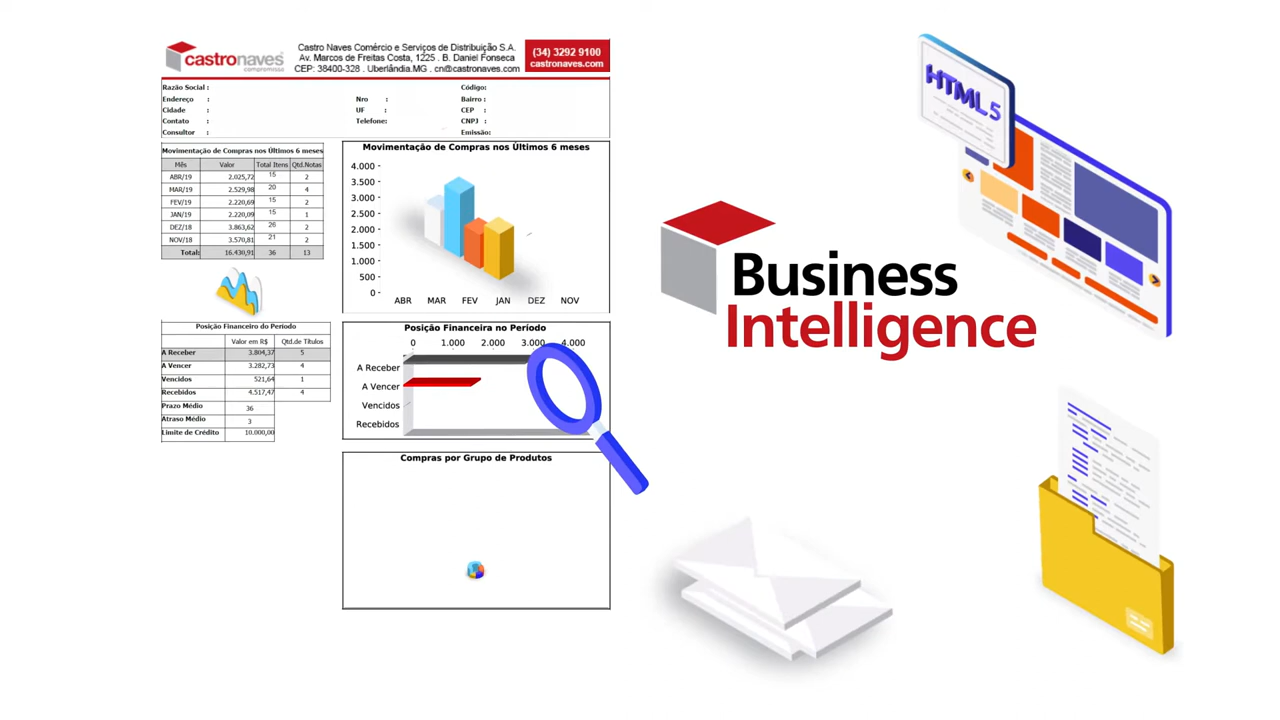 castronaves
compromisso
Castro Naves Comércio e Serviços de Distribuição S.A.
Av. Marcos de Freitas Costa, 1225 . B. Daniel Fonseca
CEP: 38400-328 . Uberlândia.MG . cn@castronaves.com
(34) 3292 9100
castronaves.com
Razão Social : Código:
Endereço : Nro : Bairro :
Cidade : UF : CEP :
Contato : Telefone: CNPJ :
Consultor : Emissão:
Movimentação de Compras nos Últimos 6 meses
Mês Valor Total Itens Qtd.Notas
ABR/19 2.025,72 15 2
MAR/19 2.529,98 20 4
FEV/19 2.220,69 15 2
JAN/19 2.220,09 15 1
DEZ/18 3.863,62 26 2
NOV/18 3.570,81 21 2
Total: 16.430,91 36 13
Movimentação de Compras nos Últimos 6 meses
4.000
3.500
3.000
2.500
2.000
1.500
1.000
500
0
ABR MAR FEV JAN DEZ NOV
Posição Financeiro do Período
Valor em R$ Qtd.de Títulos
A Receber 3.804,37 5
A Vencer 3.282,73 4
Vencidos 521,64 1
Recebidos 4.517,47 4
Prazo Médio 36
Atraso Médio 3
Limite de Crédito 10.000,00
Posição Financeira no Período
0 1.000 2.000 3.000 4.000
A Receber
A Vencer
Vencidos
Recebidos
Compras por Grupo de Produtos
Business
Intelligence
HTML5